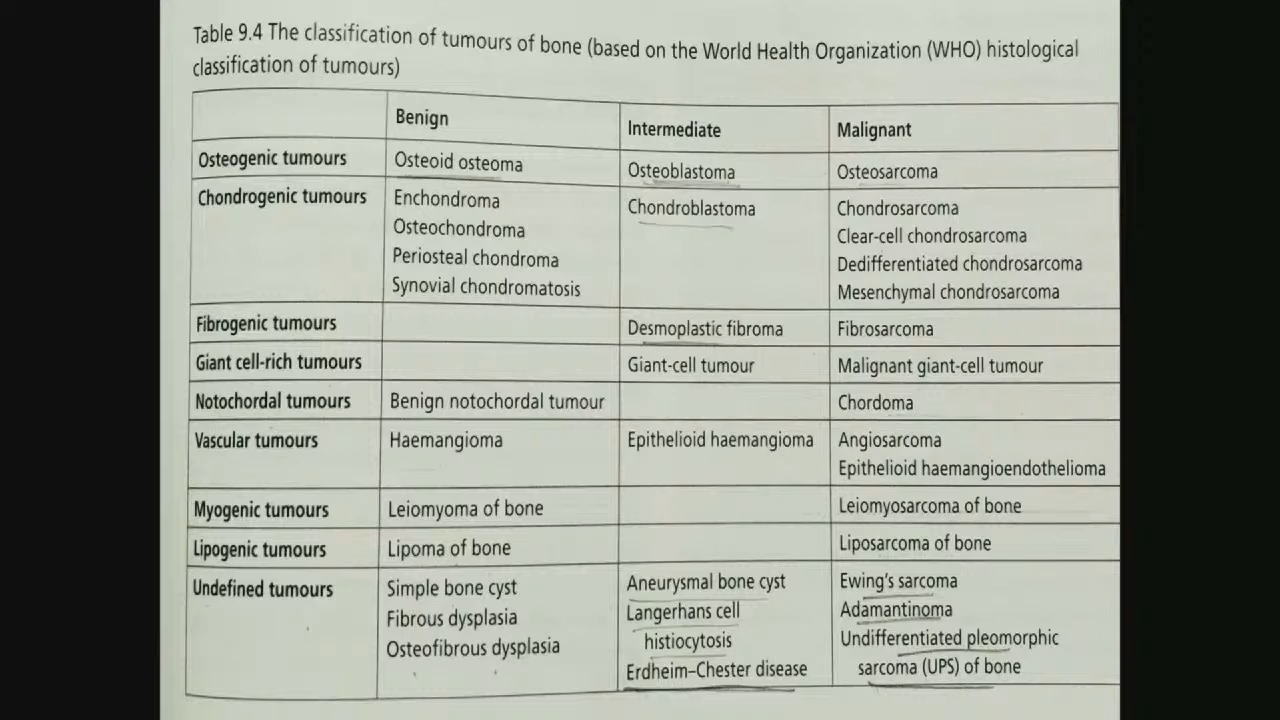 Table 9.4 The classification of tumours of bone (based on the World Health Organization (WHO) histological
classification of tumours)
Benign Intermediate Malignant
Osteogenic tumours Osteoid osteoma Osteoblastoma Osteosarcoma
Chondrogenic tumours Enchondroma Chondroblastoma Chondrosarcoma
Osteochondroma Clear-cell chondrosarcoma
Periosteal chondroma Dedifferentiated chondrosarcoma
Synovial chondromatosis Mesenchymal chondrosarcoma
Fibrogenic tumours Desmoplastic fibroma Fibrosarcoma
Giant cell-rich tumours Giant-cell tumour Malignant giant-cell tumour
Notochordal tumours Benign notochordal tumour Chordoma
Vascular tumours Haemangioma Epithelioid haemangioma Angiosarcoma
Epithelioid haemangioendothelioma
Myogenic tumours Leiomyoma of bone Leiomyosarcoma of bone
Lipogenic tumours Lipoma of bone Liposarcoma of bone
Undefined tumours Simple bone cyst Aneurysmal bone cyst Ewing's sarcoma
Fibrous dysplasia Langerhans cell Adamantinoma
Osteofibrous dysplasia histiocytosis Undifferentiated pleomorphic
Erdheim–Chester disease sarcoma (UPS) of bone